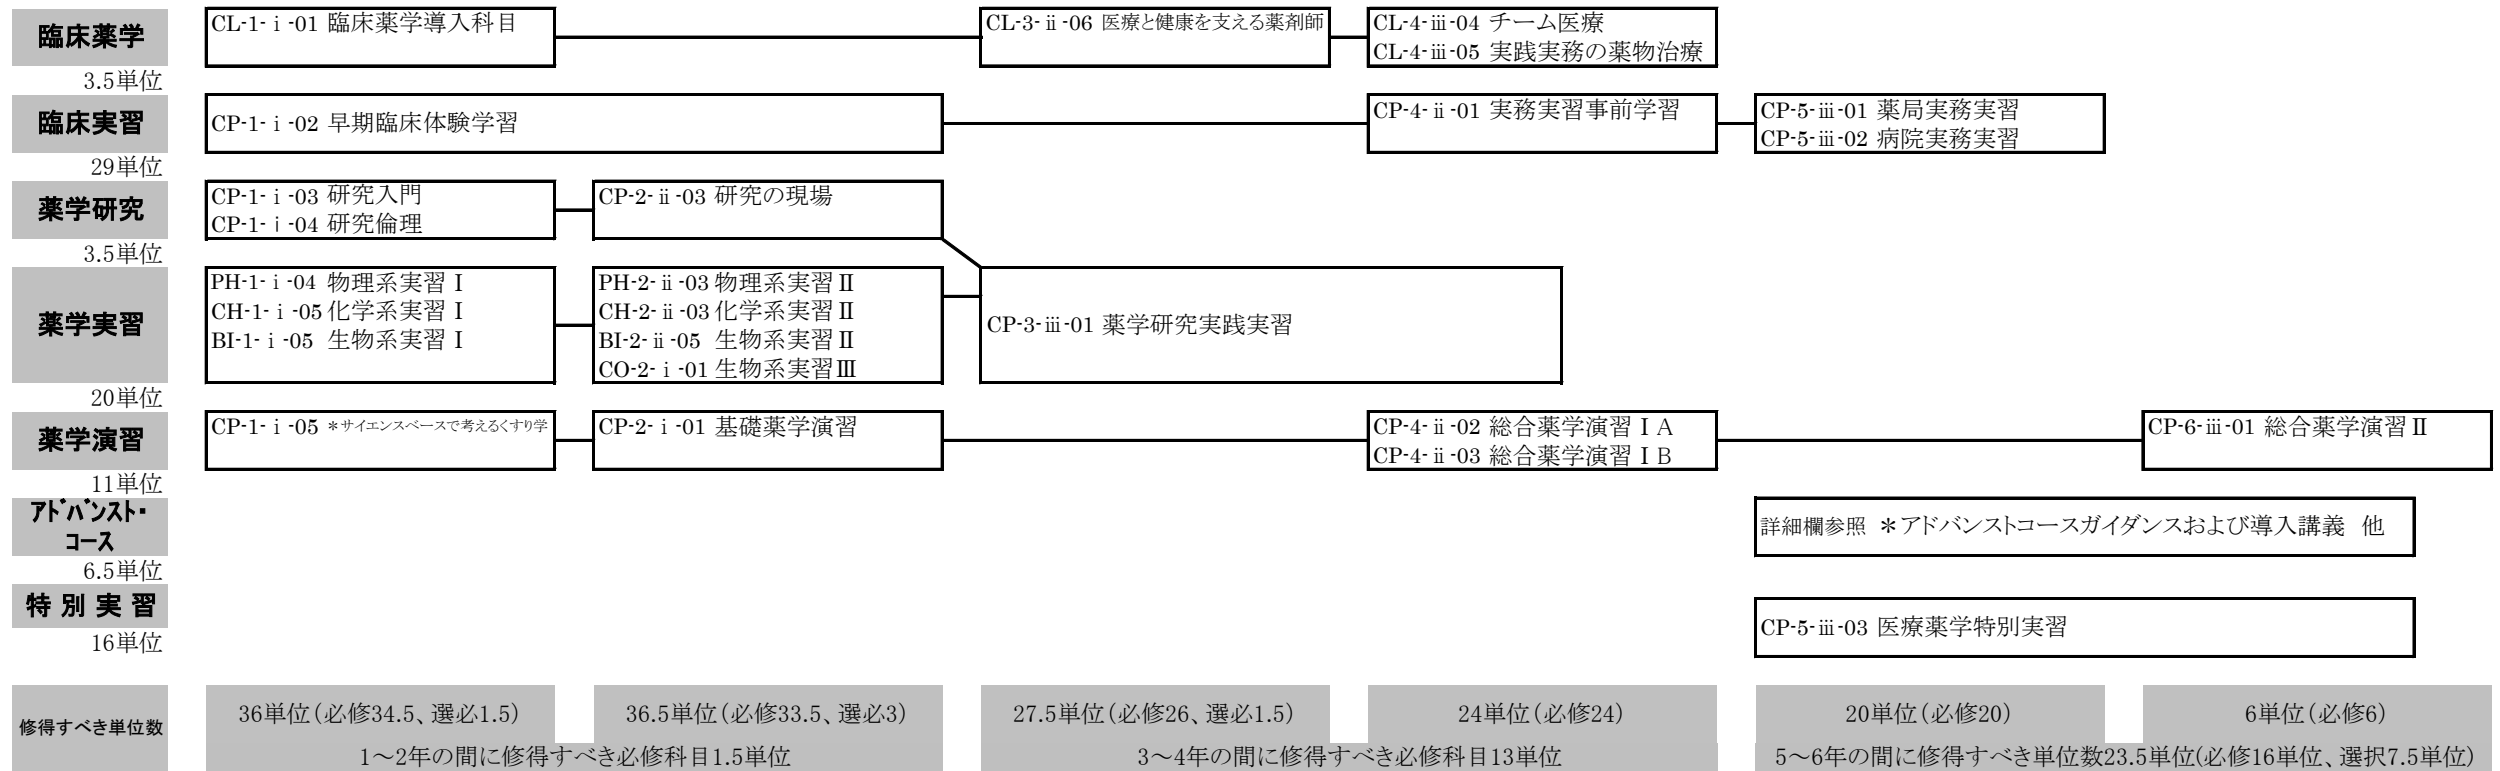 臨床薬学
3.5単位
CL-1-ⅰ-01 臨床薬学導入科目
CL-3-ⅱ-06 医療と健康を支える薬剤師
CL-4-ⅲ-04 チーム医療
CL-4-ⅲ-05 実践実務の薬物治療
臨床実習
29単位
CP-1-ⅰ-02 早期臨床体験学習
CP-4-ⅱ-01 実務実習事前学習
CP-5-ⅲ-01 薬局実務実習
CP-5-ⅲ-02 病院実務実習
薬学研究
3.5単位
CP-1-ⅰ-03 研究入門
CP-1-ⅰ-04 研究倫理
CP-2-ⅱ-03 研究の現場
薬学実習
20単位
PH-1-ⅰ-04 物理系実習Ⅰ
CH-1-ⅰ-05 化学系実習Ⅰ
BI-1-ⅰ-05 生物系実習Ⅰ
PH-2-ⅱ-03 物理系実習Ⅱ
CH-2-ⅱ-03 化学系実習Ⅱ
BI-2-ⅱ-05 生物系実習Ⅱ
CO-2-ⅰ-01 生物系実習Ⅲ
CP-3-ⅲ-01 薬学研究実践実習
薬学演習
11単位
CP-1-ⅰ-05 *サイエンスベースで考えるくすり学
CP-2-ⅰ-01 基礎薬学演習
CP-4-ⅱ-02 総合薬学演習ⅠA
CP-4-ⅱ-03 総合薬学演習ⅠB
CP-6-ⅲ-01 総合薬学演習Ⅱ
アドバンスト・
コース
6.5単位
詳細欄参照 *アドバンストコースガイダンスおよび導入講義 他
特別実習
16単位
CP-5-ⅲ-03 医療薬学特別実習
修得すべき単位数
36単位(必修34.5、選必1.5)
36.5単位(必修33.5、選必3)
27.5単位(必修26、選必1.5)
24単位(必修24)
20単位(必修20)
6単位(必修6)
1～2年の間に修得すべき必修科目1.5単位
3～4年の間に修得すべき必修科目13単位
5～6年の間に修得すべき単位数23.5単位(必修16単位、選択7.5単位)